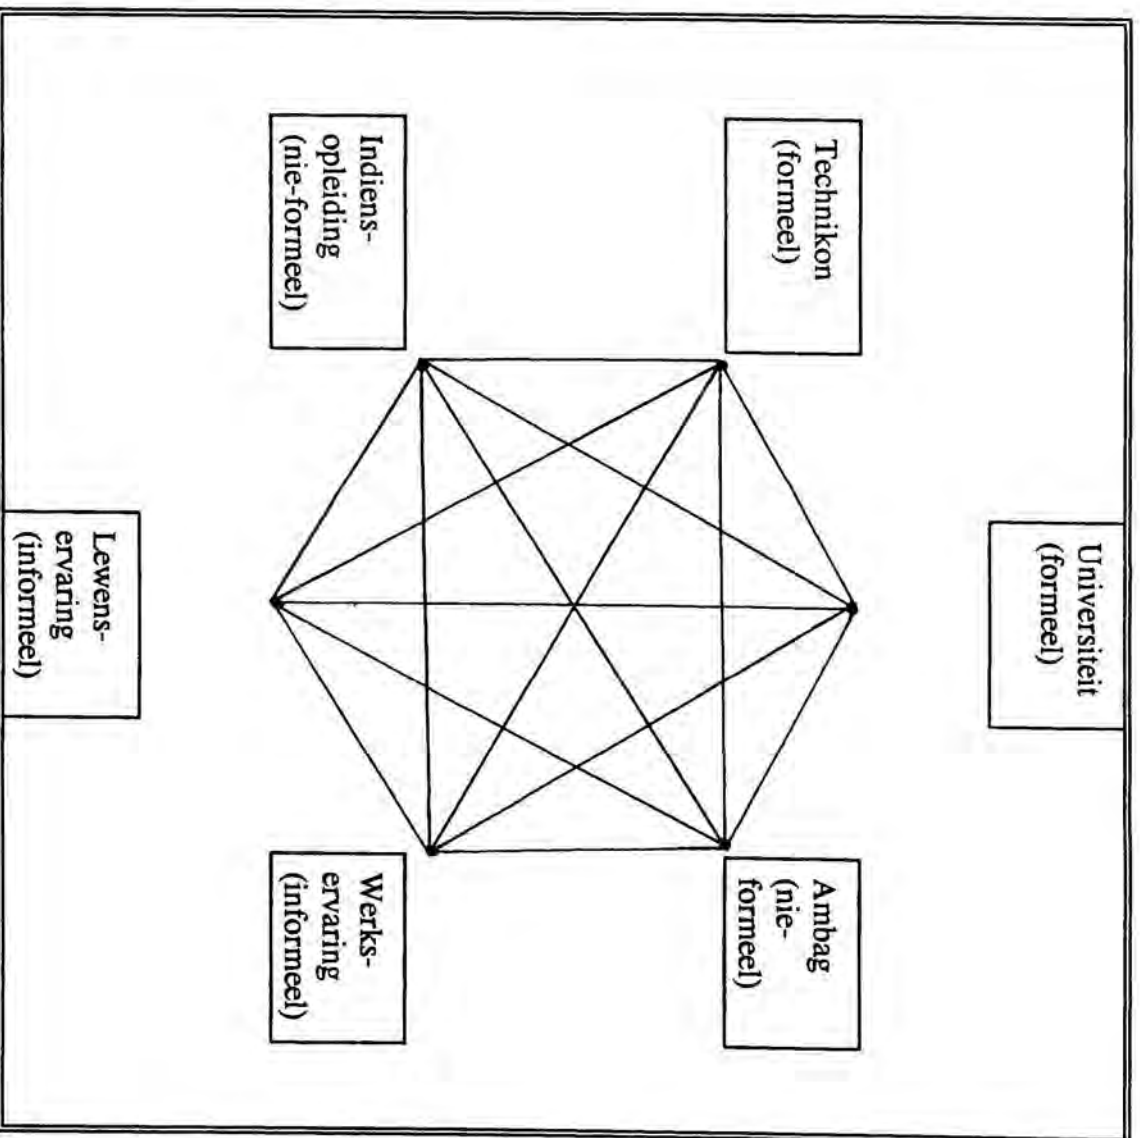 Universiteit
(formeel)
Technikon
(formeel)
Ambag
(nie-
formeel)
Indiens-
opleiding
(nie-formeel)
Werks-
ervaring
(informeel)
Lewens-
ervaring
(informeel)